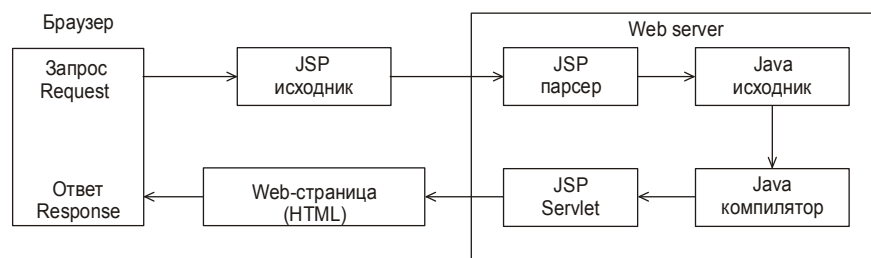 Браузер
Web server
Запрос
Request
JSP
исходник
JSP
парсер
Java
исходник
Ответ
Response
Web-страница
(HTML)
JSP
Servlet
Java
компилятор